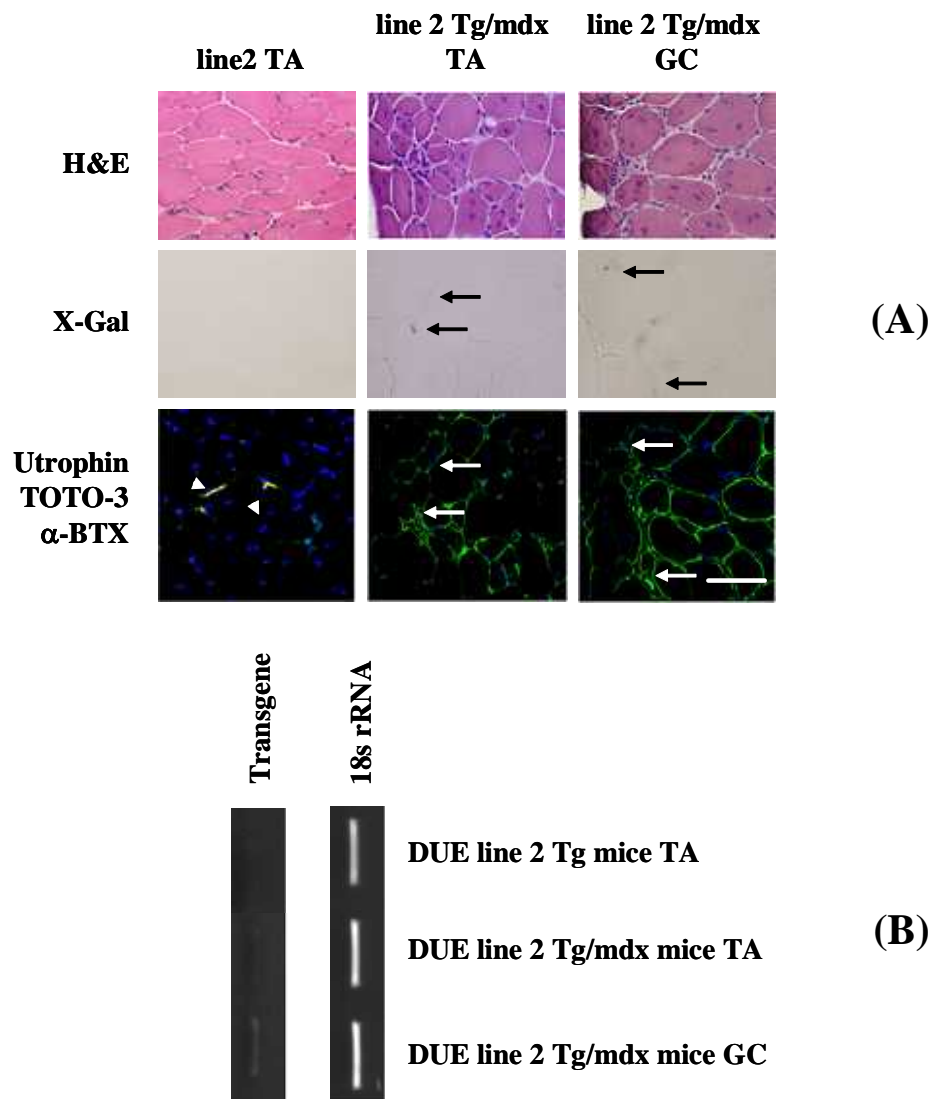 line2 TA
line 2 Tg/mdx
TA
line 2 Tg/mdx
GC
H&E
X-Gal
(A)
Utrophin
TOTO-3
α-BTX
Transgene
18s rRNA
DUE line 2 Tg mice TA
DUE line 2 Tg/mdx mice TA
(B)
DUE line 2 Tg/mdx mice GC